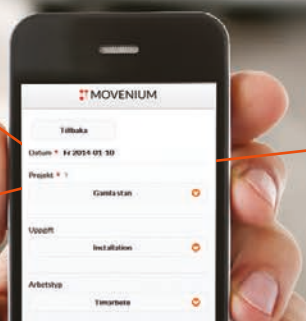 MOVENIUM
Tillbaka
Datum * Fr 2014-01-10
Projekt * ?
Gamla stan
Uppgift
Installation
Arbetstyp
Timarbete